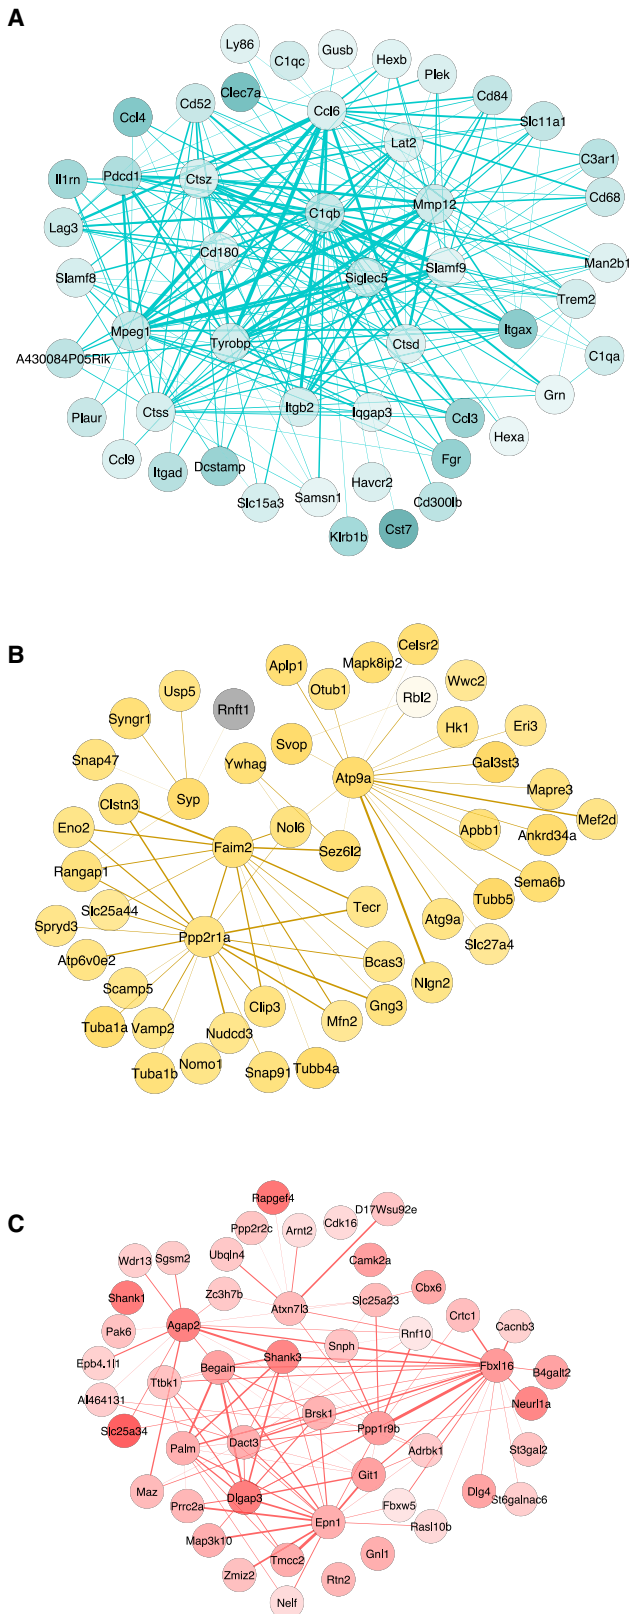 A
Ly86
C1qc
Gusb
Hexb
Plek
Clec7a
Cd52
Ccl6
Cd84
Ccl4
Slc11a1
Lat2
C3ar1
Il1rn
Pdcd1
Ctsz
Cd68
Mmp12
C1qb
Lag3
Cd180
Man2b1
Slamf8
Siglec5
Slamf9
Trem2
Mpeg1
Tyrobp
Ctsd
Itgax
A430084P05Rik
C1qa
Grn
Plaur
Ctss
Itgb2
Iqgap3
Ccl3
Hexa
Ccl9
Itgad
Dcstamp
Fgr
Slc15a3
Samsn1
Havcr2
Cd300lb
Klrb1b
Cst7
B
Celsr2
Aplp1
Mapk8ip2
Otub1
Wwc2
Usp5
Rbl2
Rnft1
Syngr1
Hk1
Eri3
Svop
Snap47
Ywhag
Gal3st3
Atp9a
Clstn3
Syp
Mapre3
Eno2
Nol6
Mef2d
Faim2
Sez6l2
Apbb1
Ankrd34a
Rangap1
Sema6b
Slc25a44
Tecr
Tubb5
Spryd3
Ppp2r1a
Atg9a
Slc27a4
Atp6v0e2
Bcas3
Scamp5
Nlgn2
Tuba1a
Vamp2
Clip3
Gng3
Nudcd3
Mfn2
Tuba1b
Nomo1
Snap91
Tubb4a
C
Rapgef4
D17Wsu92e
Ppp2r2c
Arnt2
Cdk16
Wdr13
Sgsm2
Ubqln4
Camk2a
Shank1
Zc3h7b
Atxn7l3
Slc25a23
Cbx6
Pak6
Agap2
Crtc1
Cacnb3
Epb4.1l1
Snph
Rnf10
Ttbk1
Begain
Shank3
Fbxl16
B4galt2
AI464131
Neurl1a
Slc25a34
Brsk1
Ppp1r9b
Palm
Dact3
Adrbk1
St3gal2
Maz
Git1
Dlgap3
Dlg4
St6galnac6
Prrc2a
Fbxw5
Epn1
Rasl10b
Map3k10
Tmcc2
Gnl1
Zmiz2
Rtn2
Nelf